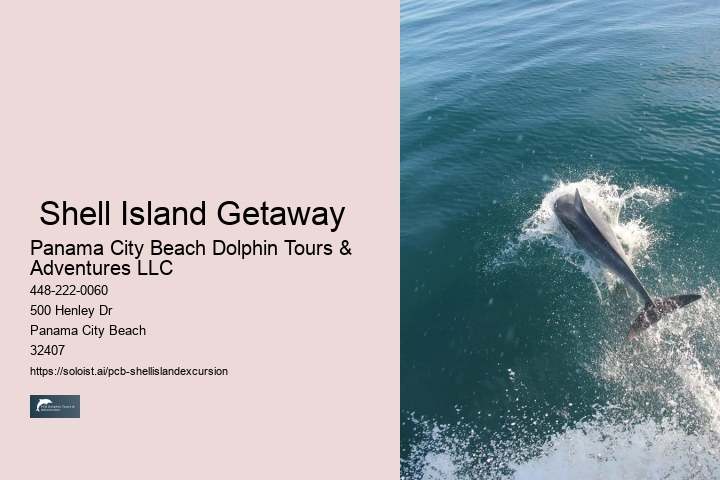 Shell Island Getaway
Panama City Beach Dolphin Tours &
Adventures LLC
448-222-0060
500 Henley Dr
Panama City Beach
32407
https://soloist.ai/pcb-shellislandexcursion